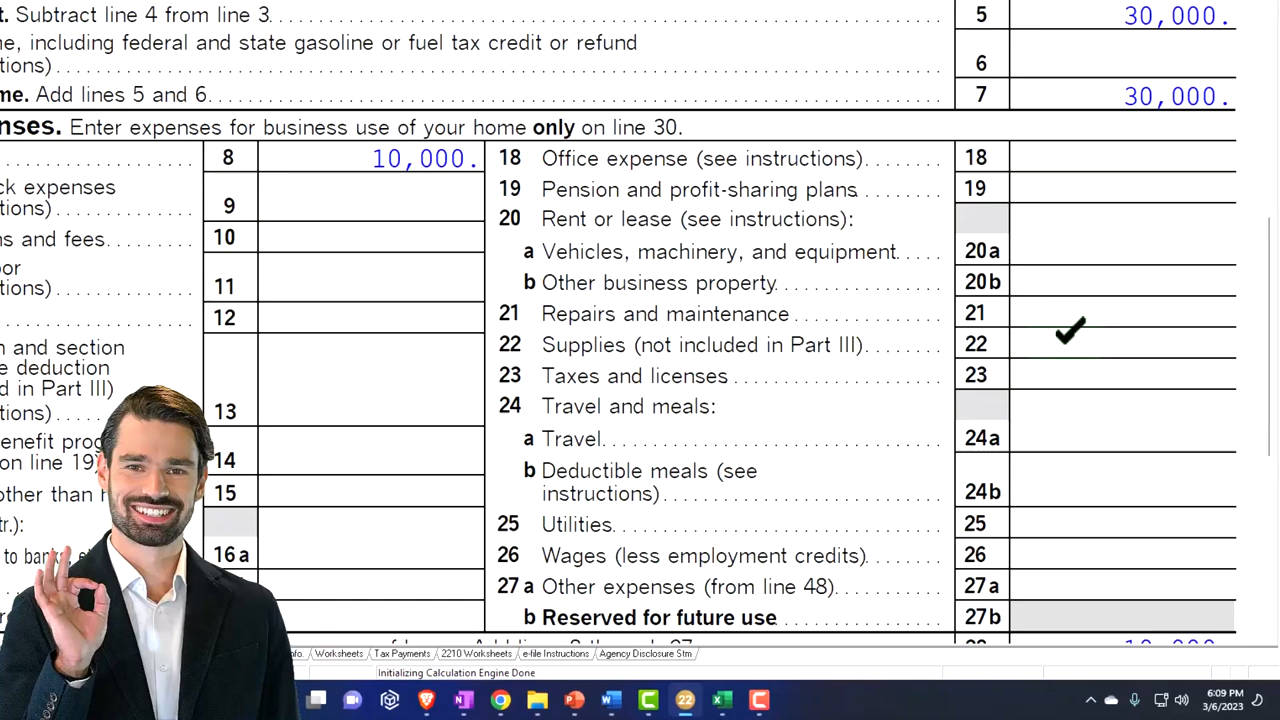 t. Subtract line 4 from line 3. 5 30,000.
ne, including federal and state gasoline or fuel tax credit or refund
tions) 6
me. Add lines 5 and 6. 7 30,000.
nses. Enter expenses for business use of your home only on line 30.
8 10,000. 18 Office expense (see instructions) 18
ck expenses 19 Pension and profit-sharing plans 19
tions) 9 20 Rent or lease (see instructions):
ns and fees 10 a Vehicles, machinery, and equipment 20a
or b Other business property 20b
tions) 11
12 21 Repairs and maintenance 21
n and section 22 Supplies (not included in Part III) 22
e deduction 23 Taxes and licenses 23
d in Part III) 24 Travel and meals:
tions) 13
a Travel 24a
enefit prog
on line 19) 14 b Deductible meals (see
other than h 15 instructions) 24b
tr.): 25 Utilities 25
to banks, et 16a 26 Wages (less employment credits) 26
27a Other expenses (from line 48) 27a
b Reserved for future use 27b
nfo. Worksheets Tax Payments 2210 Worksheets e-file Instructions Agency Disclosure Stm
Initializing Calculation Engine Done
22
6:09 PM
3/6/2023